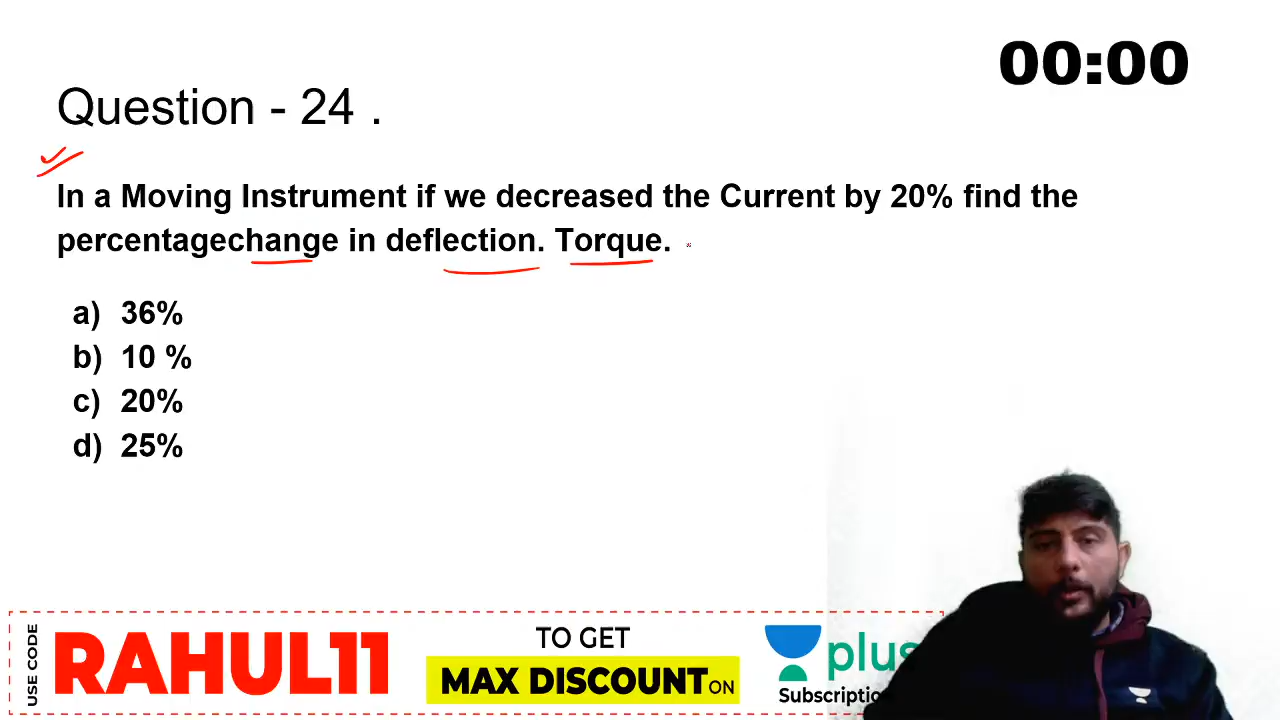 00:00
Question - 24 .
In a Moving Instrument if we decreased the Current by 20% find the
percentagechange in deflection. Torque.
a) 36%
b) 10 %
c) 20%
d) 25%
USE CODE
RAHUL11
TO GET
MAX DISCOUNT ON
plus
Subscriptio